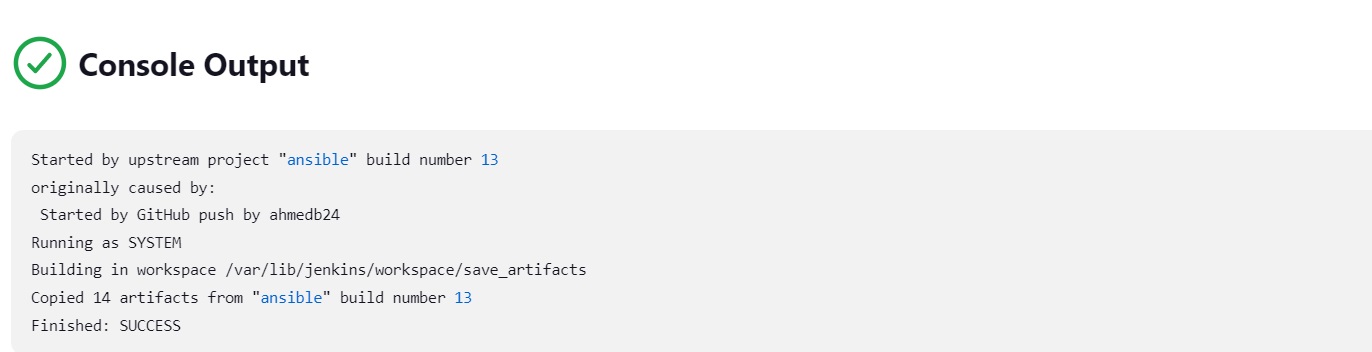 Console Output
Started by upstream project "ansible" build number 13
originally caused by:
Started by GitHub push by ahmedb24
Running as SYSTEM
Building in workspace /var/lib/jenkins/workspace/save_artifacts
Copied 14 artifacts from "ansible" build number 13
Finished: SUCCESS